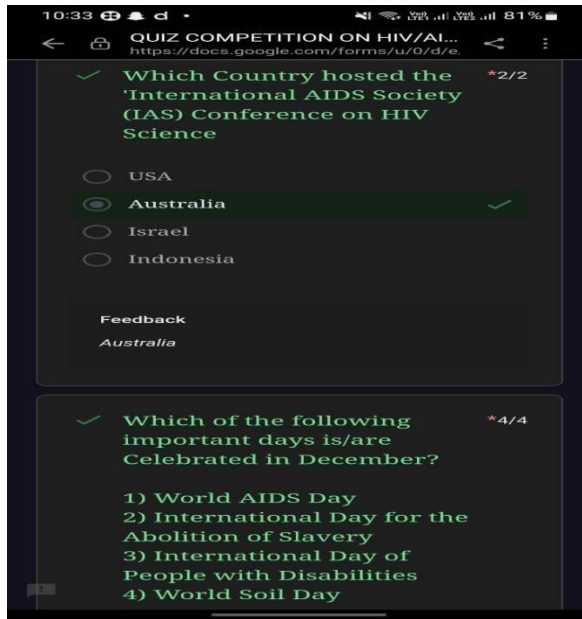 10:33
81%
QUIZ COMPETITION ON HIV/AI...
https://docs.google.com/forms/u/0/d/e
Which Country hosted the *2/2
'International AIDS Society
(IAS) Conference on HIV
Science
USA
Australia
Israel
Indonesia
Feedback
Australia
Which of the following *4/4
important days is/are
Celebrated in December?
1) World AIDS Day
2) International Day for the
Abolition of Slavery
3) International Day of
People with Disabilities
4) World Soil Day